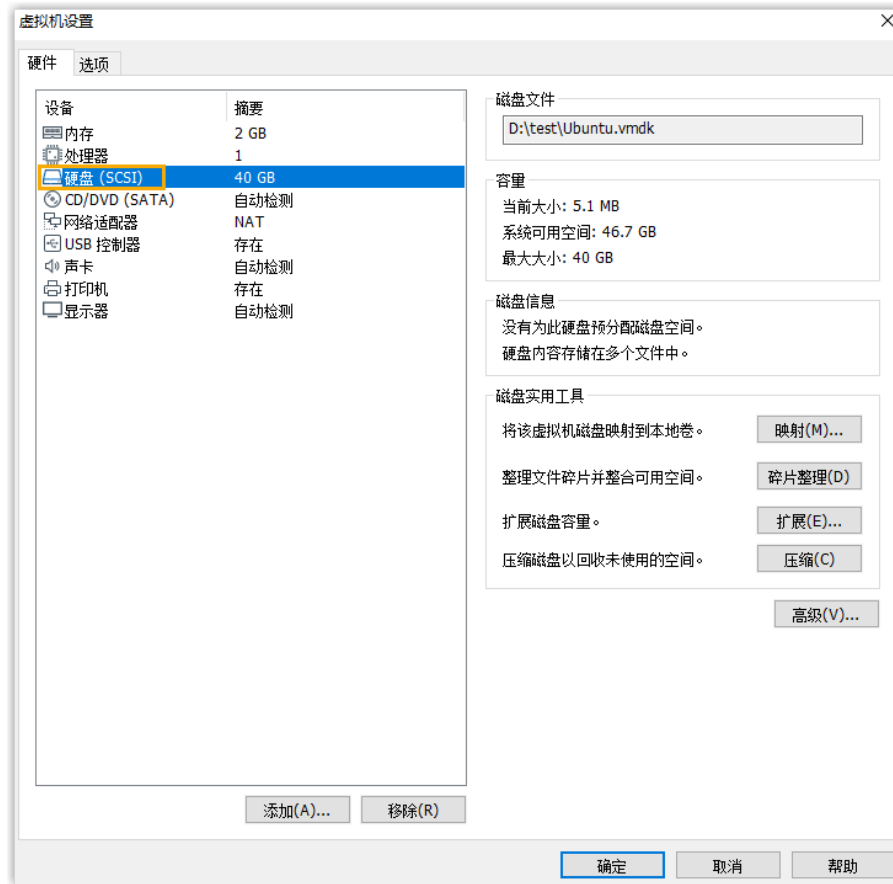 虚拟机设置
硬件 选项
设备 摘要
内存 2 GB
处理器 1
硬盘 (SCSI) 40 GB
CD/DVD (SATA) 自动检测
网络适配器 NAT
USB 控制器 存在
声卡 自动检测
打印机 存在
显示器 自动检测
添加(A)... 移除(R)
磁盘文件
D:\test\Ubuntu.vmdk
容量
当前大小: 5.1 MB
系统可用空间: 46.7 GB
最大大小: 40 GB
磁盘信息
没有为此硬盘预分配磁盘空间。
硬盘内容存储在多个文件中。
磁盘实用工具
将该虚拟机磁盘映射到本地卷。 映射(M)...
整理文件碎片并整合可用空间。 碎片整理(D)
扩展磁盘容量。 扩展(E)...
压缩磁盘以回收未使用的空间。 压缩(C)
高级(V)...
确定 取消 帮助